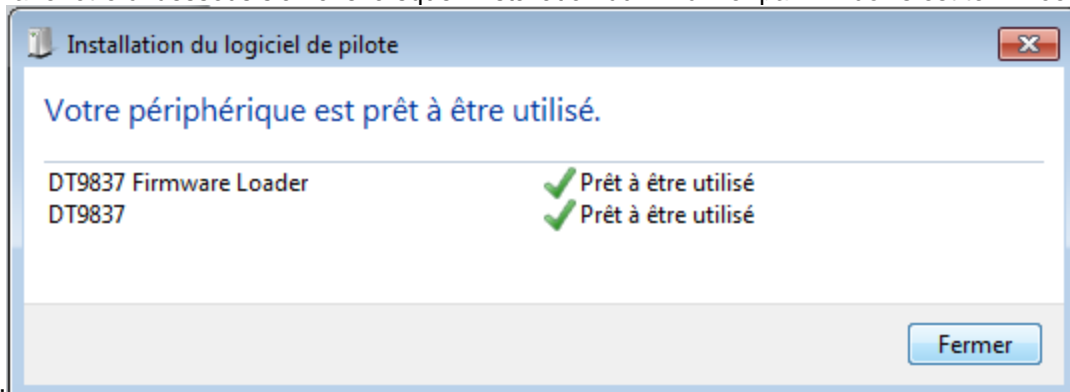 Installation du logiciel de pilote
Votre périphérique est prêt à être utilisé.
DT9837 Firmware Loader Prêt à être utilisé
DT9837 Prêt à être utilisé
Fermer